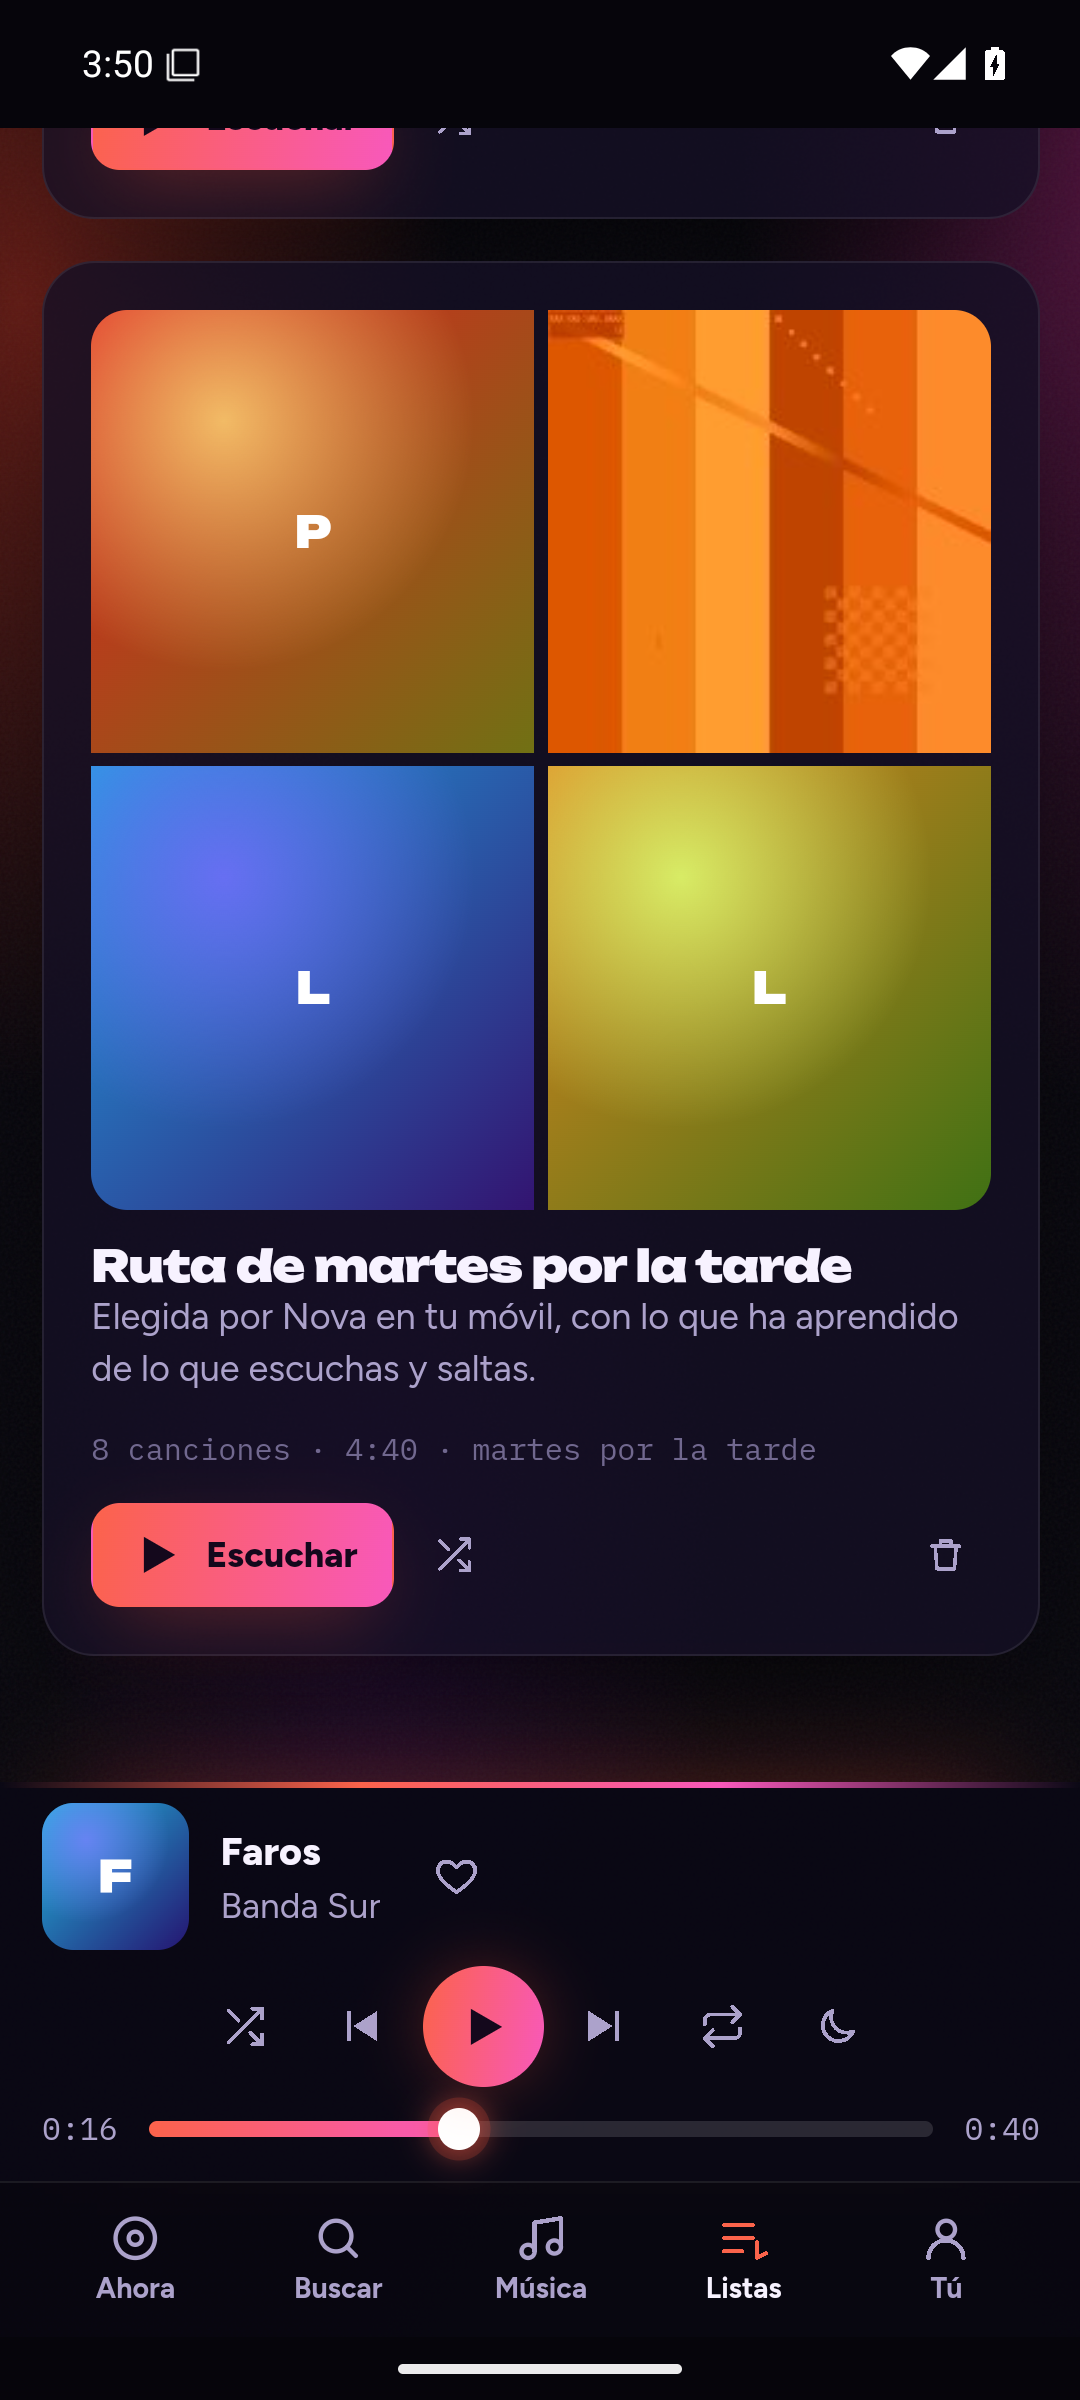 3:50
P
L
L
Ruta de martes por la tarde
Elegida por Nova en tu móvil, con lo que ha aprendido
de lo que escuchas y saltas.
8 canciones · 4:40 · martes por la tarde
Escuchar
F
Faros
Banda Sur
0:16
0:40
Ahora
Buscar
Música
Listas
Tú